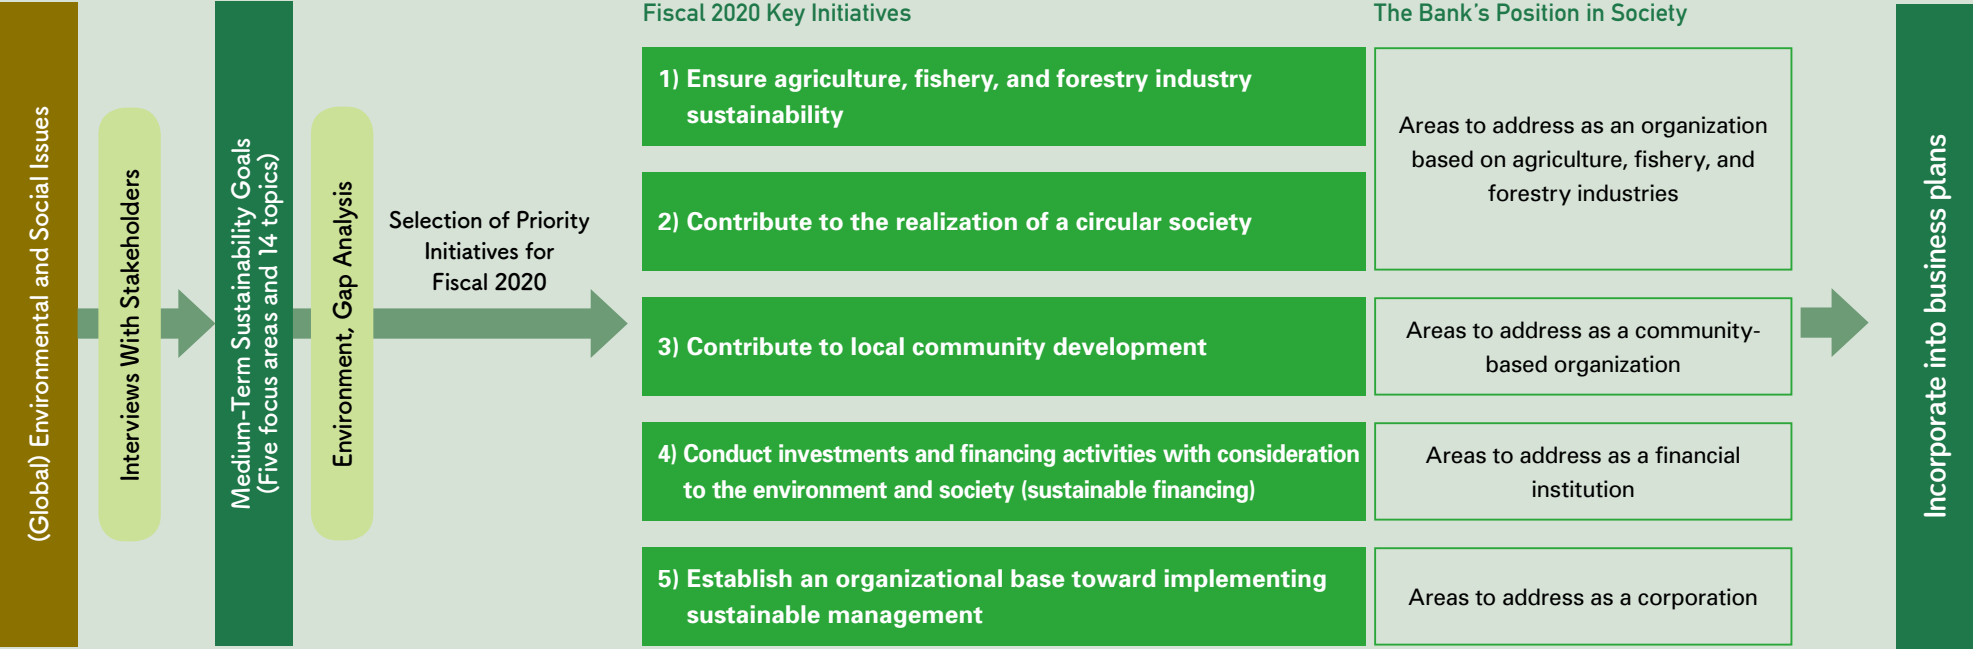 (Global) Environmental and Social Issues
Interviews With Stakeholders
Medium-Term Sustainability Goals
(Five focus areas and 14 topics)
Environment, Gap Analysis
Selection of Priority
Initiatives for
Fiscal 2020
Fiscal 2020 Key Initiatives
The Bank's Position in Society
1) Ensure agriculture, fishery, and forestry industry
sustainability
2) Contribute to the realization of a circular society
Areas to address as an organization
based on agriculture, fishery, and
forestry industries
3) Contribute to local community development
Areas to address as a community-
based organization
4) Conduct investments and financing activities with consideration
to the environment and society (sustainable financing)
Areas to address as a financial
institution
5) Establish an organizational base toward implementing
sustainable management
Areas to address as a corporation
Incorporate into business plans